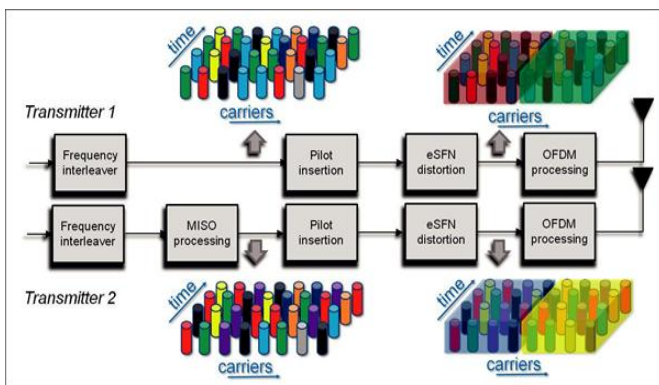 time
carriers
time
carriers
Transmitter 1
Frequency
interleaver
Pilot
insertion
eSFN
distortion
OFDM
processing
Frequency
interleaver
MISO
processing
Pilot
insertion
eSFN
distortion
OFDM
processing
Transmitter 2
time
carriers
time
carriers